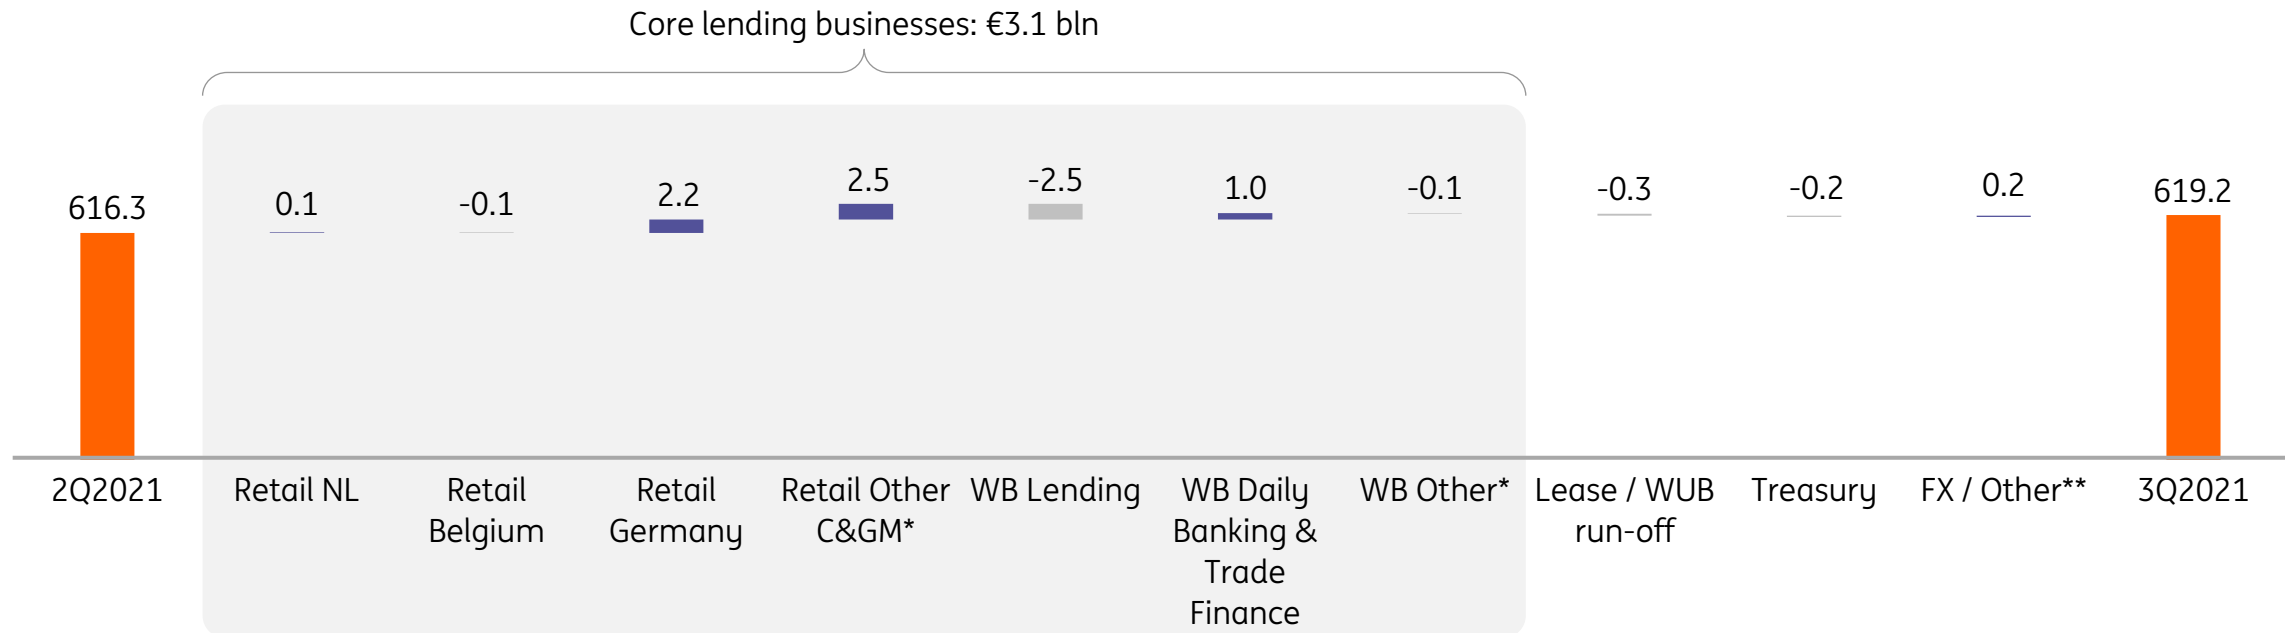 Core lending businesses: €3.1 bln
616.3
0.1
-0.1
2.2
2.5
-2.5
1.0
-0.1
-0.3
-0.2
0.2
619.2
2Q2021
Retail NL
Retail
Belgium
Retail
Germany
Retail Other
C&GM*
WB Lending
WB Daily
Banking &
Trade
Finance
WB Other*
Lease / WUB
run-off
Treasury
FX / Other**
3Q2021